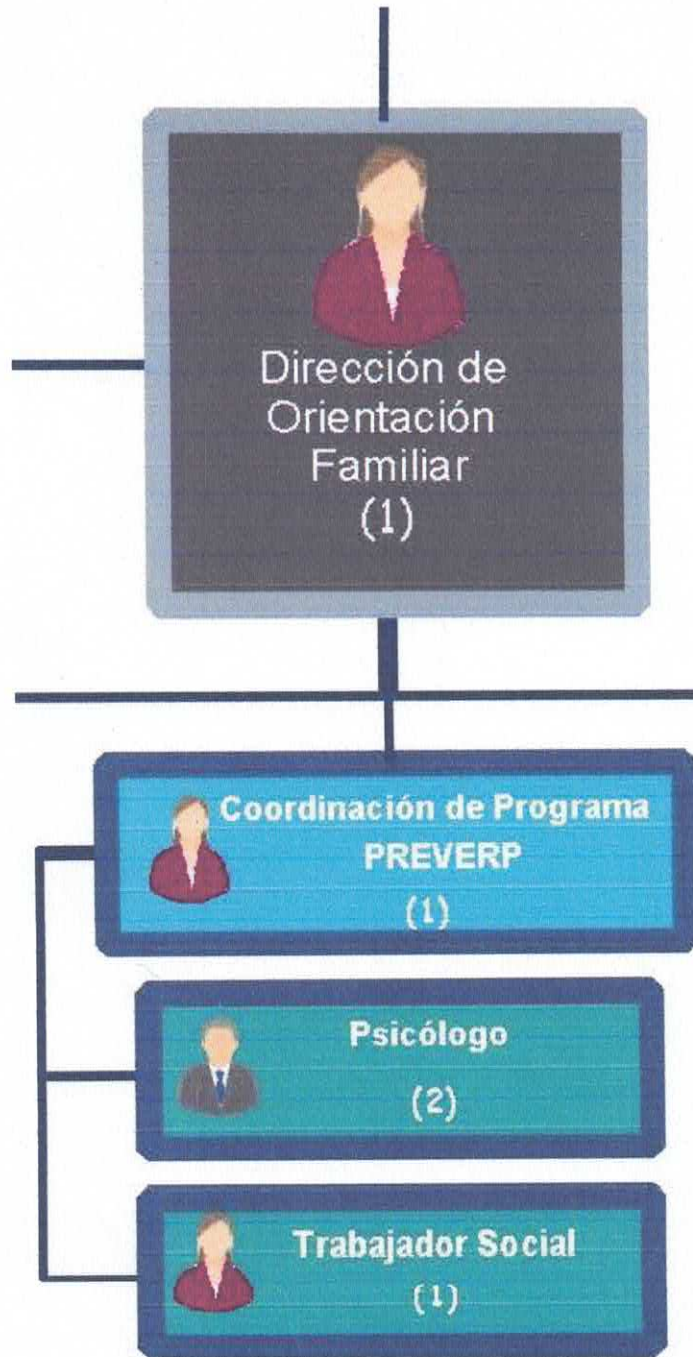 Dirección de
Orientación
Familiar
(1)
Coordinación de Programa
PREVERP
(1)
Psicólogo
(2)
Trabajador Social
(1)